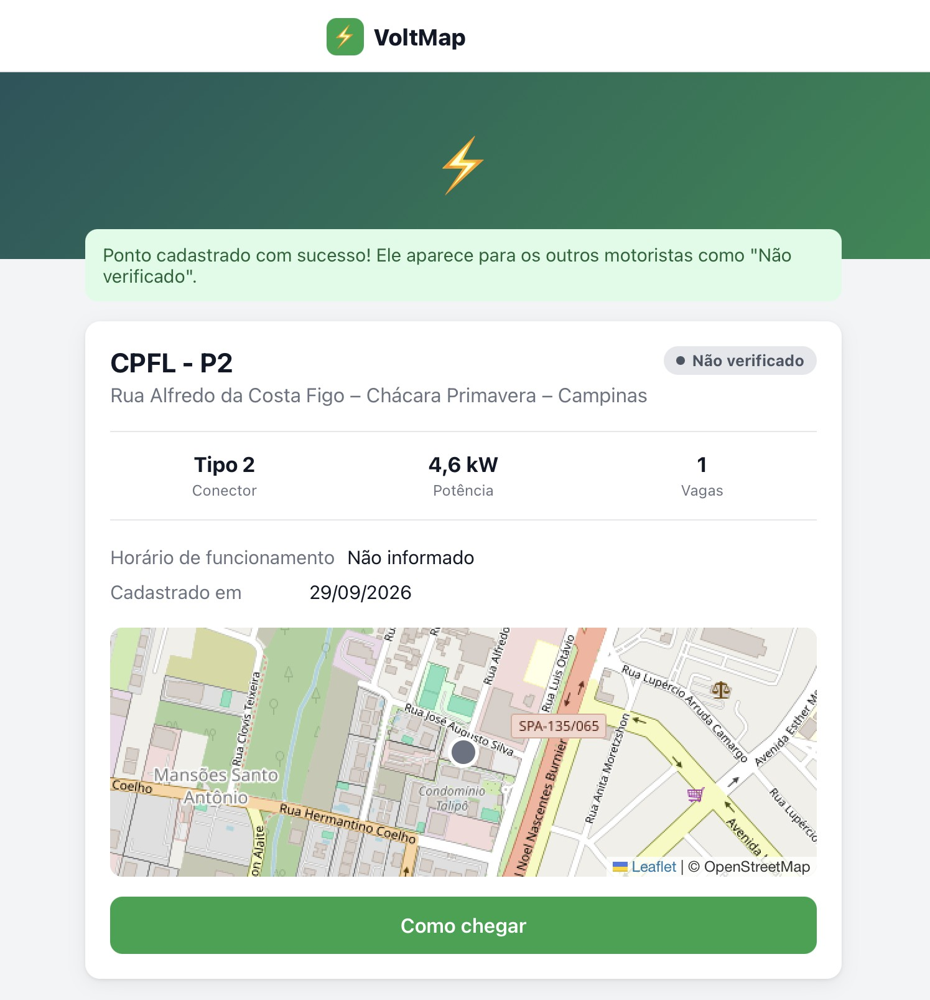 VoltMap
Ponto cadastrado com sucesso! Ele aparece para os outros motoristas como "Não
verificado".
CPFL - P2
Não verificado
Rua Alfredo da Costa Figo – Chácara Primavera – Campinas
Tipo 2
Conector
4,6 kW
Potência
1
Vagas
Horário de funcionamento Não informado
Cadastrado em 29/09/2026
Rua Clovis Teixeira
Rua Alfredo
Rua Luis Otávio
Rua Lupércio Arruda Camargo
Rua José Augusto Silva
SPA-135/065
Rua Anita Moretzshon
Avenida Esther
Mansões Santo
Antônio
Coelho
Condomínio
Talipô
Rua Hermantino Coelho
Noel Nascentes Burnier
Rua Lupércio
Avenida
on Alaite
Leaflet | © OpenStreetMap
Como chegar